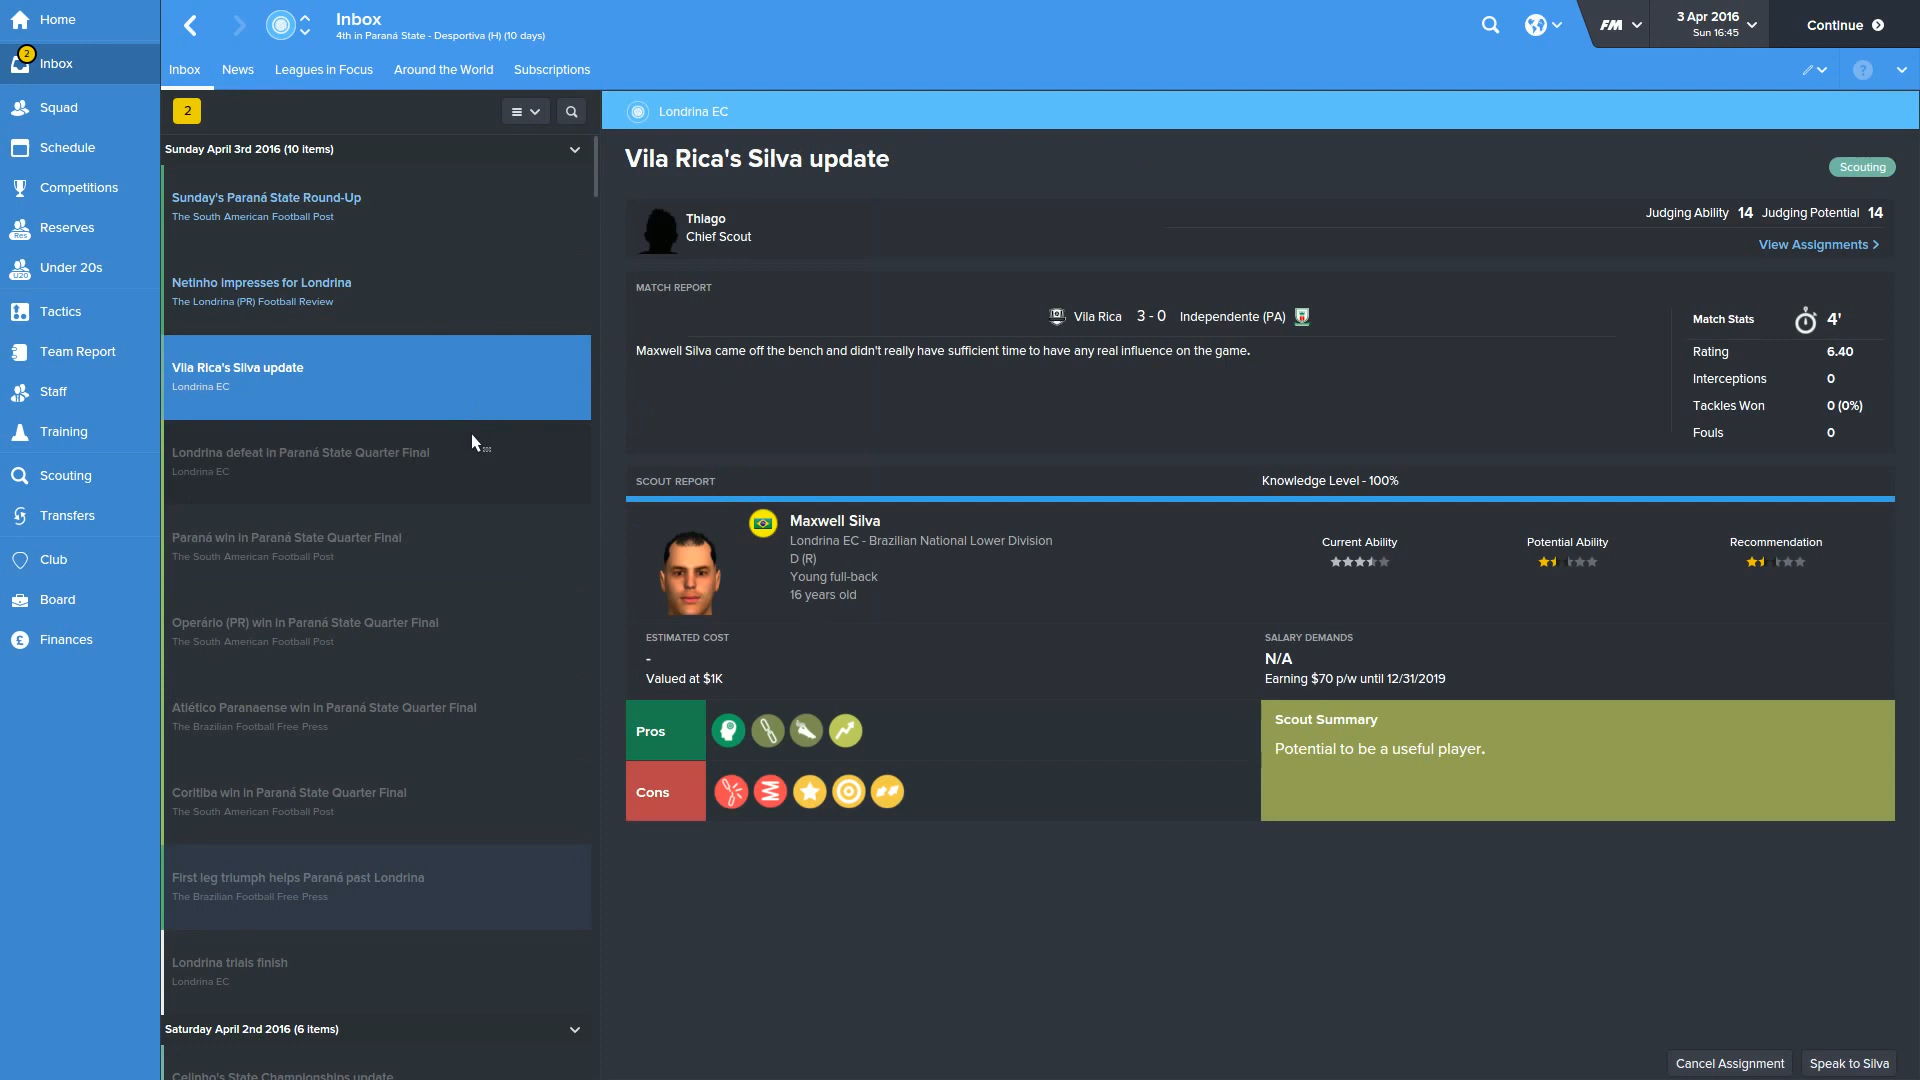 Home
2
Inbox
Squad
Schedule
Competitions
Res
Reserves
U20
Under 20s
Tactics
Team Report
Staff
Training
Scouting
Transfers
Club
Board
£
Finances
Inbox
4th in Paraná State - Desportiva (H) (10 days)
FM
3 Apr 2016
Sun 16:45
Continue
Inbox
News
Leagues in Focus
Around the World
Subscriptions
?
2
Sunday April 3rd 2016 (10 items)
Sunday's Paraná State Round-Up
The South American Football Post
Netinho impresses for Londrina
The Londrina (PR) Football Review
Vila Rica's Silva update
Londrina EC
Londrina defeat in Paraná State Quarter Final
Londrina EC
Paraná win in Paraná State Quarter Final
The South American Football Post
Operário (PR) win in Paraná State Quarter Final
The South American Football Post
Atlético Paranaense win in Paraná State Quarter Final
The Brazilian Football Free Press
Coritiba win in Paraná State Quarter Final
The South American Football Post
First leg triumph helps Paraná past Londrina
The Brazilian Football Free Press
Londrina trials finish
Londrina EC
Saturday April 2nd 2016 (6 items)
Celinho's State Championships update
Londrina EC
Vila Rica's Silva update
Scouting
Thiago
Chief Scout
Judging Ability 14 Judging Potential 14
View Assignments >
MATCH REPORT
Vila Rica 3 - 0 Independente (PA)
Maxwell Silva came off the bench and didn't really have sufficient time to have any real influence on the game.
Match Stats 4'
Rating 6.40
Interceptions 0
Tackles Won 0 (0%)
Fouls 0
SCOUT REPORT
Knowledge Level - 100%
Maxwell Silva
Londrina EC - Brazilian National Lower Division
D (R)
Young full-back
16 years old
Current Ability
Potential Ability
Recommendation
ESTIMATED COST
-
Valued at $1K
SALARY DEMANDS
N/A
Earning $70 p/w until 12/31/2019
Pros
Cons
Scout Summary
Potential to be a useful player.
Cancel Assignment
Speak to Silva